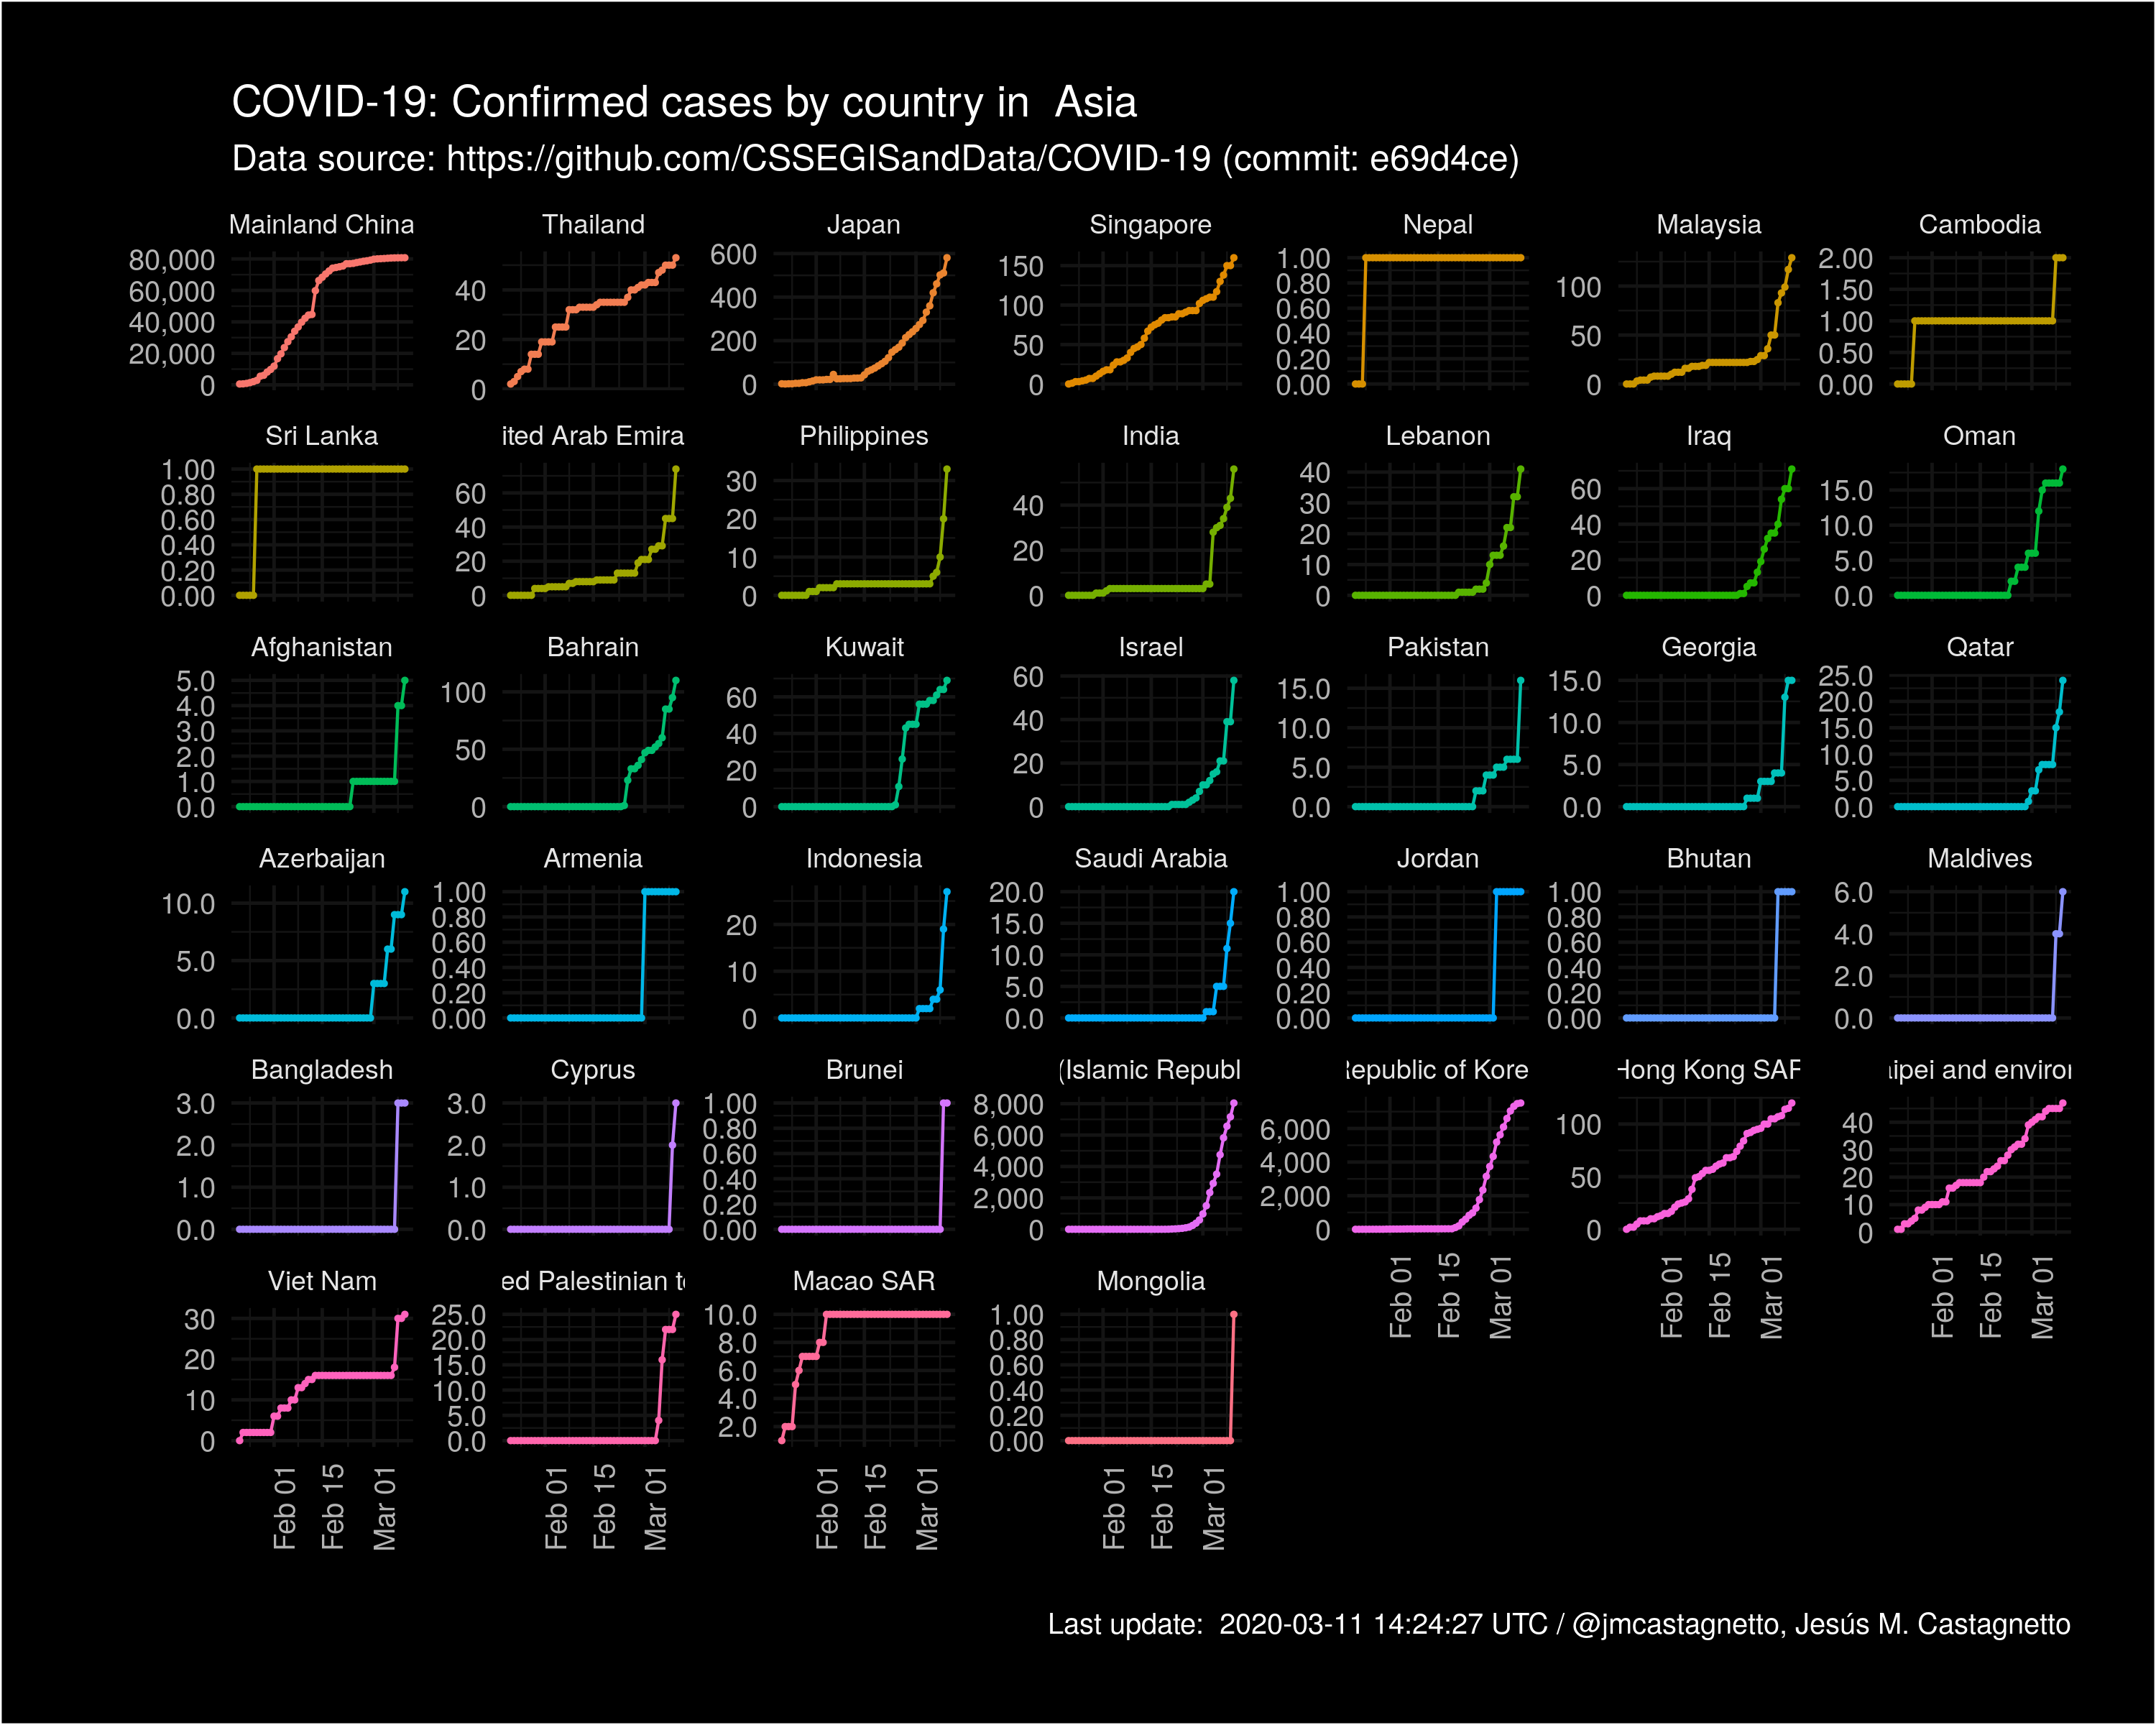 COVID-19: Confirmed cases by country in  Asia
Data source: https://github.com/CSSEGISandData/COVID-19 (commit: e69d4ce)
Mainland China Thailand Japan Singapore Nepal Malaysia Cambodia
80,000 60,000 40,000 20,000 0
40 20 0
600 400 200 0
150 100 50 0
1.00 0.80 0.60 0.40 0.20 0.00
100 50 0
2.00 1.50 1.00 0.50 0.00
Sri Lanka ited Arab Emira Philippines India Lebanon Iraq Oman
1.00 0.80 0.60 0.40 0.20 0.00
60 40 20 0
30 20 10 0
40 20 0
40 30 20 10 0
60 40 20 0
15.0 10.0 5.0 0.0
Afghanistan Bahrain Kuwait Israel Pakistan Georgia Qatar
5.0 4.0 3.0 2.0 1.0 0.0
100 50 0
60 40 20 0
60 40 20 0
15.0 10.0 5.0 0.0
15.0 10.0 5.0 0.0
25.0 20.0 15.0 10.0 5.0 0.0
Azerbaijan Armenia Indonesia Saudi Arabia Jordan Bhutan Maldives
10.0 5.0 0.0
1.00 0.80 0.60 0.40 0.20 0.00
20 10 0
20.0 15.0 10.0 5.0 0.0
1.00 0.80 0.60 0.40 0.20 0.00
1.00 0.80 0.60 0.40 0.20 0.00
6.0 4.0 2.0 0.0
Bangladesh Cyprus Brunei (Islamic Republ Republic of Kore Hong Kong SAR aipei and environ
3.0 2.0 1.0 0.0
3.0 2.0 1.0 0.0
1.00 0.80 0.60 0.40 0.20 0.00
8,000 6,000 4,000 2,000 0
6,000 4,000 2,000 0
100 50 0
40 30 20 10 0
Feb 01 Feb 15 Mar 01
Feb 01 Feb 15 Mar 01
Feb 01 Feb 15 Mar 01
Viet Nam ed Palestinian t Macao SAR Mongolia
30 20 10 0
25.0 20.0 15.0 10.0 5.0 0.0
10.0 8.0 6.0 4.0 2.0
1.00 0.80 0.60 0.40 0.20 0.00
Feb 01 Feb 15 Mar 01
Feb 01 Feb 15 Mar 01
Feb 01 Feb 15 Mar 01
Feb 01 Feb 15 Mar 01
Last update:  2020-03-11 14:24:27 UTC / @jmcastagnetto, Jesús M. Castagnetto